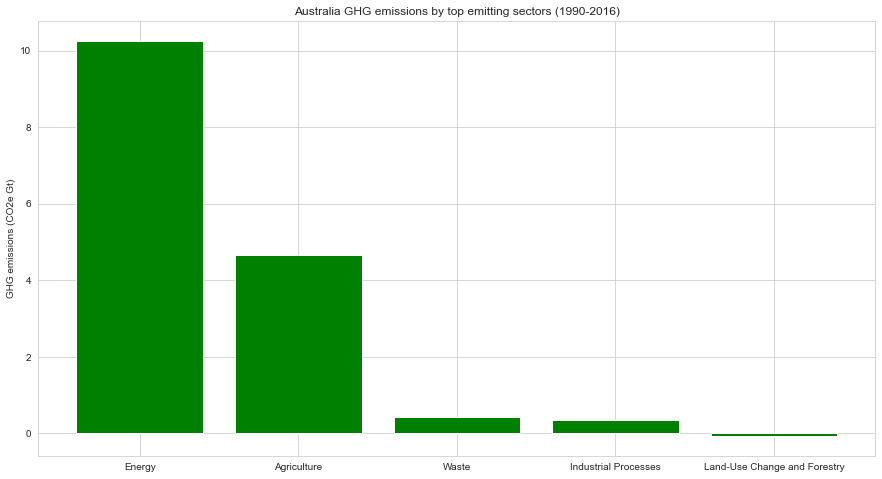 Australia GHG emissions by top emitting sectors (1990-2016)
GHG emissions (CO2e Gt)
10
8
6
4
2
0
Energy
Agriculture
Waste
Industrial Processes
Land-Use Change and Forestry